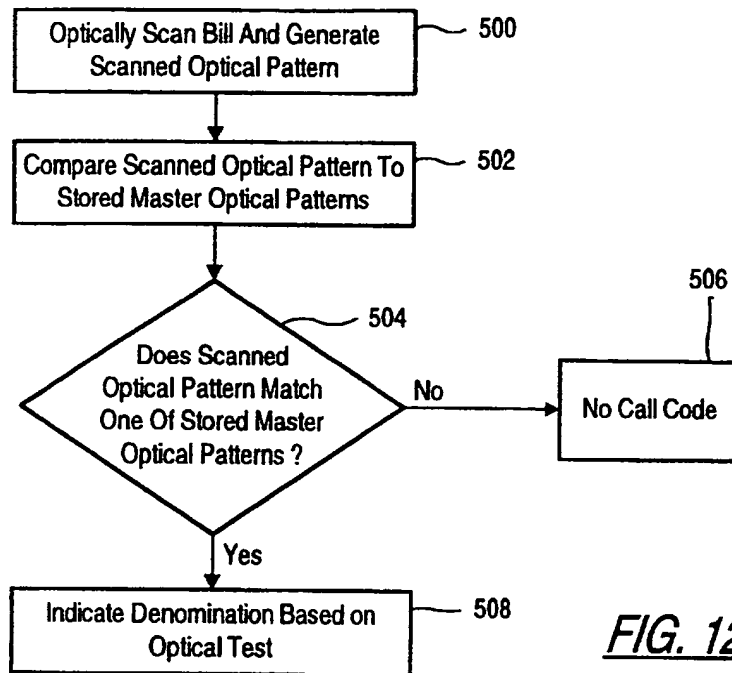 Optically Scan Bill And Generate
Scanned Optical Pattern
500
Compare Scanned Optical Pattern To
Stored Master Optical Patterns
502
504
Does Scanned
Optical Pattern Match
One Of Stored Master
Optical Patterns ?
No
506
No Call Code
Yes
Indicate Denomination Based on
Optical Test
508
FIG. 12